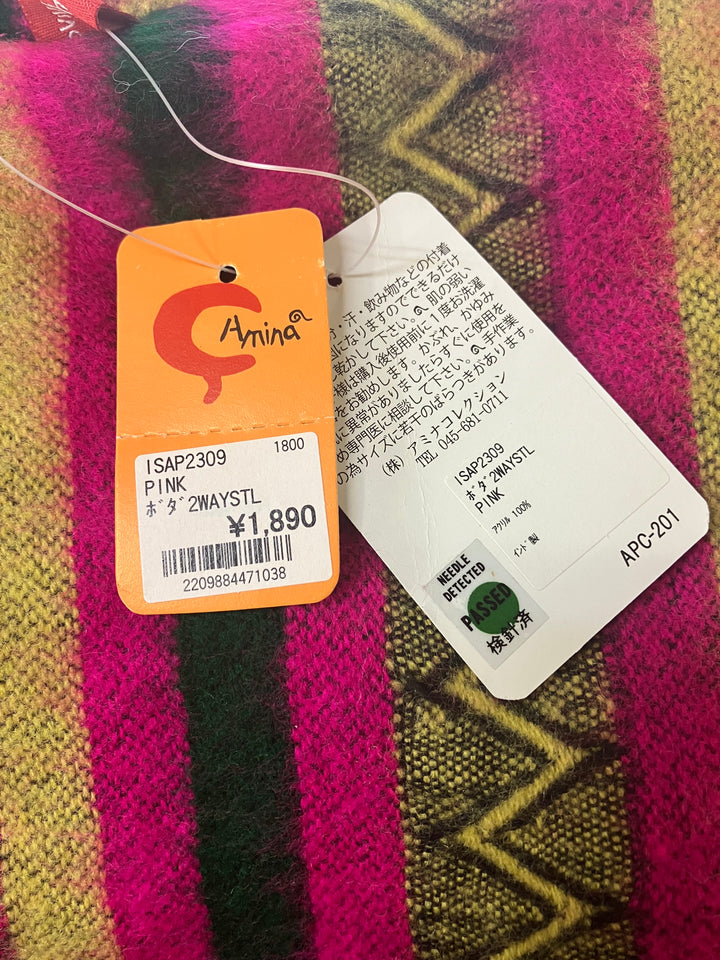 Amina
ISAP2309
1800
PINK
ﾎﾞﾀﾞ2WAYSTL
¥1,890
2209884471038
・汗・飲み物などの付着
になりますのでできるだけ
乾かして下さい。肌の弱い
様は購入後使用前に1度お洗濯
をお勧めします。かぶれ、かゆみ
に異常がありましたらすぐに使用を
め専門医に相談して下さい。手作業
の為サイズに若干のばらつきがあります。
(株) アミナコレクション
TEL 045-681-0711
ISAP2309
ﾎﾞﾀﾞ2WAYSTL
PINK
ｱｸﾘﾙ 100%
ｲﾝﾄﾞ製
APC-201
NEEDLE
DETECTED
PASSED
検針済